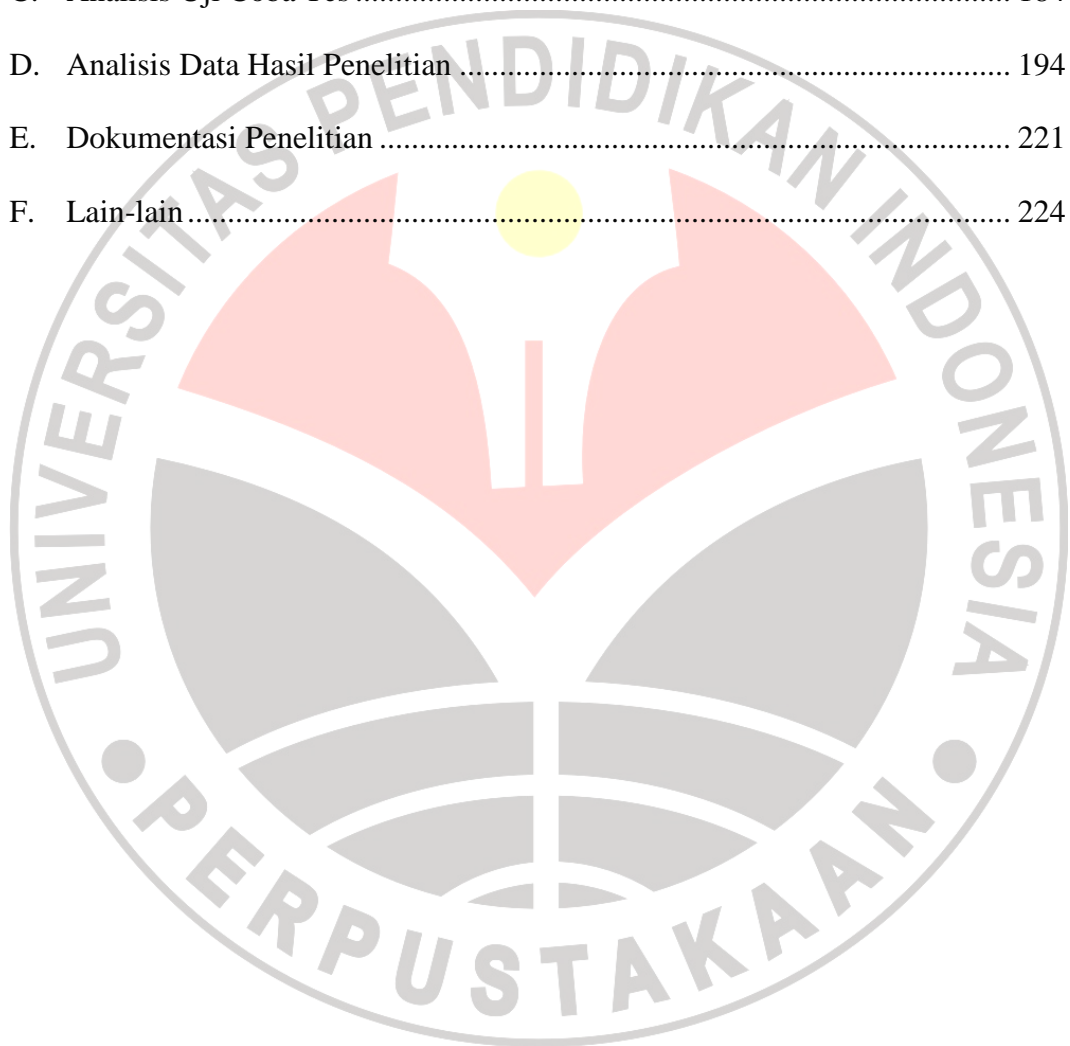 D. Analisis Data Hasil Penelitian ........................................................................ 194
E. Dokumentasi Penelitian .................................................................................. 221
F. Lain-lain .......................................................................................................... 224
UNIVERSITAS PENDIDIKAN INDONESIA
PERPUSTAKAAN